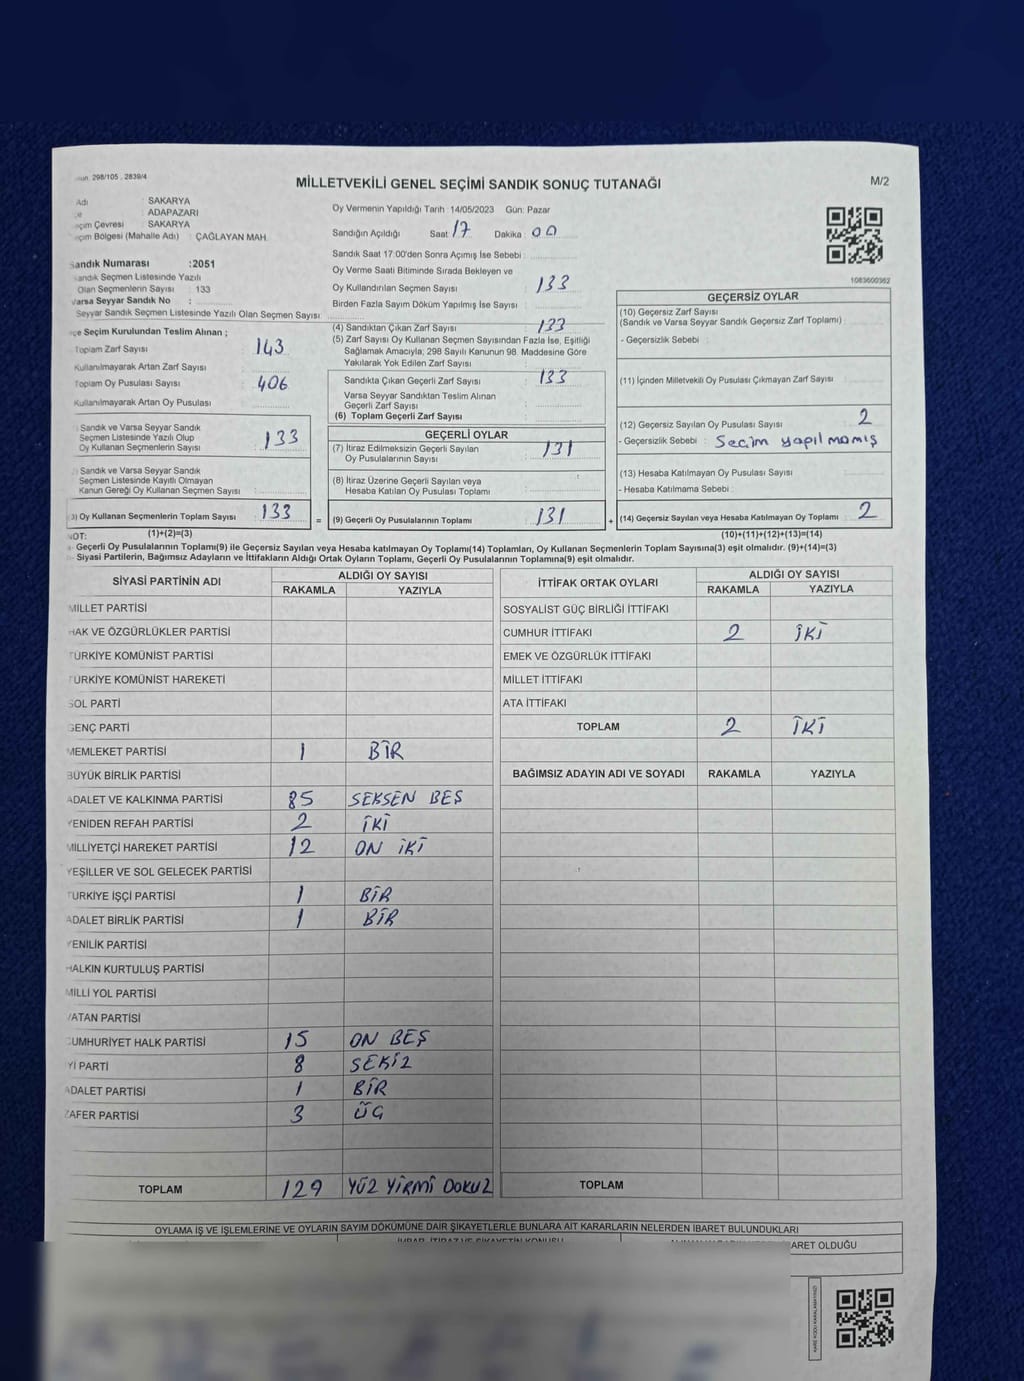 298/105 . 2839/4
MİLLETVEKİLİ GENEL SEÇİMİ SANDIK SONUÇ TUTANAĞI
M/2
Adı : SAKARYA
: ADAPAZARI
Çevresi : SAKARYA
Bölgesi (Mahalle Adı) : ÇAĞLAYAN MAH.
Sandık Numarası :2051
Sandık Seçmen Listesinde Yazılı
Olan Seçmenlerin Sayısı : 133
Varsa Seyyar Sandık No :
Seyyar Sandık Seçmen Listesinde Yazılı Olan Seçmen Sayısı :
Oy Vermenin Yapıldığı Tarih :14/05/2023 Gün: Pazar
Sandığın Açıldığı Saat : 17 Dakika : 00
Sandık Saat 17:00'den Sonra Açımış İse Sebebi :
Oy Verme Saati Bitiminde Sırada Bekleyen ve
Oy Kullandırılan Seçmen Sayısı : 133
Birden Fazla Sayım Döküm Yapılmış İse Sayısı :
1083600362
Seçim Kurulundan Teslim Alınan ;
Toplam Zarf Sayısı : 143
Kullanılmayarak Artan Zarf Sayısı :
Toplam Oy Pusulası Sayısı : 406
Kullanılmayarak Artan Oy Pusulası :
Sandık ve Varsa Seyyar Sandık
Seçmen Listesinde Yazılı Olup
Oy Kullanan Seçmenlerin Sayısı : 133
Sandık ve Varsa Seyyar Sandık
Seçmen Listesinde Kayıtlı Olmayan
Kanun Gereği Oy Kullanan Seçmen Sayısı :
3) Oy Kullanan Seçmenlerin Toplam Sayısı : 133
(1)+(2)=(3)
(4) Sandıktan Çıkan Zarf Sayısı : 133
(5) Zarf Sayısı Oy Kullanan Seçmen Sayısından Fazla İse, Eşitliği
Sağlamak Amacıyla; 298 Sayılı Kanunun 98. Maddesine Göre
Yakılarak Yok Edilen Zarf Sayısı :
Sandıkta Çıkan Geçerli Zarf Sayısı : 133
Varsa Seyyar Sandıktan Teslim Alınan
Geçerli Zarf Sayısı :
(6) Toplam Geçerli Zarf Sayısı :
GEÇERLİ OYLAR
(7) İtiraz Edilmeksizin Geçerli Sayılan
Oy Pusulalarının Sayısı : 131
(8) İtiraz Üzerine Geçerli Sayılan veya
Hesaba Katılan Oy Pusulası Toplamı :
= (9) Geçerli Oy Pusulalarının Toplamı : 131
GEÇERSİZ OYLAR
(10) Geçersiz Zarf Sayısı
(Sandık ve Varsa Seyyar Sandık Geçersiz Zarf Toplamı) :
- Geçersizlik Sebebi :
(11) İçinden Milletvekili Oy Pusulası Çıkmayan Zarf Sayısı :
(12) Geçersiz Sayılan Oy Pusulası Sayısı : 2
- Geçersizlik Sebebi : Seçim yapılmamış
(13) Hesaba Katılmayan Oy Pusulası Sayısı :
- Hesaba Katılmama Sebebi :
+ (14) Geçersiz Sayılan veya Hesaba Katılmayan Oy Toplamı : 2
(10)+(11)+(12)+(13)=(14)
NOT:
- Geçerli Oy Pusulalarının Toplamı(9) ile Geçersiz Sayılan veya Hesaba katılmayan Oy Toplamı(14) Toplamları, Oy Kullanan Seçmenlerin Toplam Sayısına(3) eşit olmalıdır. (9)+(14)=(3)
- Siyasi Partilerin, Bağımsız Adayların ve İttifakların Aldığı Ortak Oyların Toplamı, Geçerli Oy Pusulalarının Toplamına(9) eşit olmalıdır.
SİYASİ PARTİNİN ADI ALDIĞI OY SAYISI
RAKAMLA YAZIYLA
MİLLET PARTİSİ
HAK VE ÖZGÜRLÜKLER PARTİSİ
TÜRKİYE KOMÜNİST PARTİSİ
TÜRKİYE KOMÜNİST HAREKETİ
SOL PARTİ
GENÇ PARTİ
MEMLEKET PARTİSİ 1 BİR
BÜYÜK BİRLİK PARTİSİ
ADALET VE KALKINMA PARTİSİ 85 SEKSEN BEŞ
YENİDEN REFAH PARTİSİ 2 İKİ
MİLLİYETÇİ HAREKET PARTİSİ 12 ON İKİ
YEŞİLLER VE SOL GELECEK PARTİSİ
TÜRKİYE İŞÇİ PARTİSİ 1 BİR
ADALET BİRLİK PARTİSİ 1 BİR
YENİLİK PARTİSİ
HALKIN KURTULUŞ PARTİSİ
MİLLİ YOL PARTİSİ
VATAN PARTİSİ
CUMHURİYET HALK PARTİSİ 15 ON BEŞ
İYİ PARTİ 8 SEKİZ
ADALET PARTİSİ 1 BİR
ZAFER PARTİSİ 3 ÜÇ
TOPLAM 129 YÜZ YİRMİ DOKUZ
İTTİFAK ORTAK OYLARI ALDIĞI OY SAYISI
RAKAMLA YAZIYLA
SOSYALİST GÜÇ BİRLİĞİ İTTİFAKI
CUMHUR İTTİFAKI 2 İKİ
EMEK VE ÖZGÜRLÜK İTTİFAKI
MİLLET İTTİFAKI
ATA İTTİFAKI
TOPLAM 2 İKİ
BAĞIMSIZ ADAYIN ADI VE SOYADI RAKAMLA YAZIYLA
TOPLAM
OYLAMA İŞ VE İŞLEMLERİNE VE OYLARIN SAYIM DÖKÜMÜNE DAİR ŞİKAYETLERLE BUNLARA AİT KARARLARIN NELERDEN İBARET BULUNDUKLARI
ARET OLDUĞU